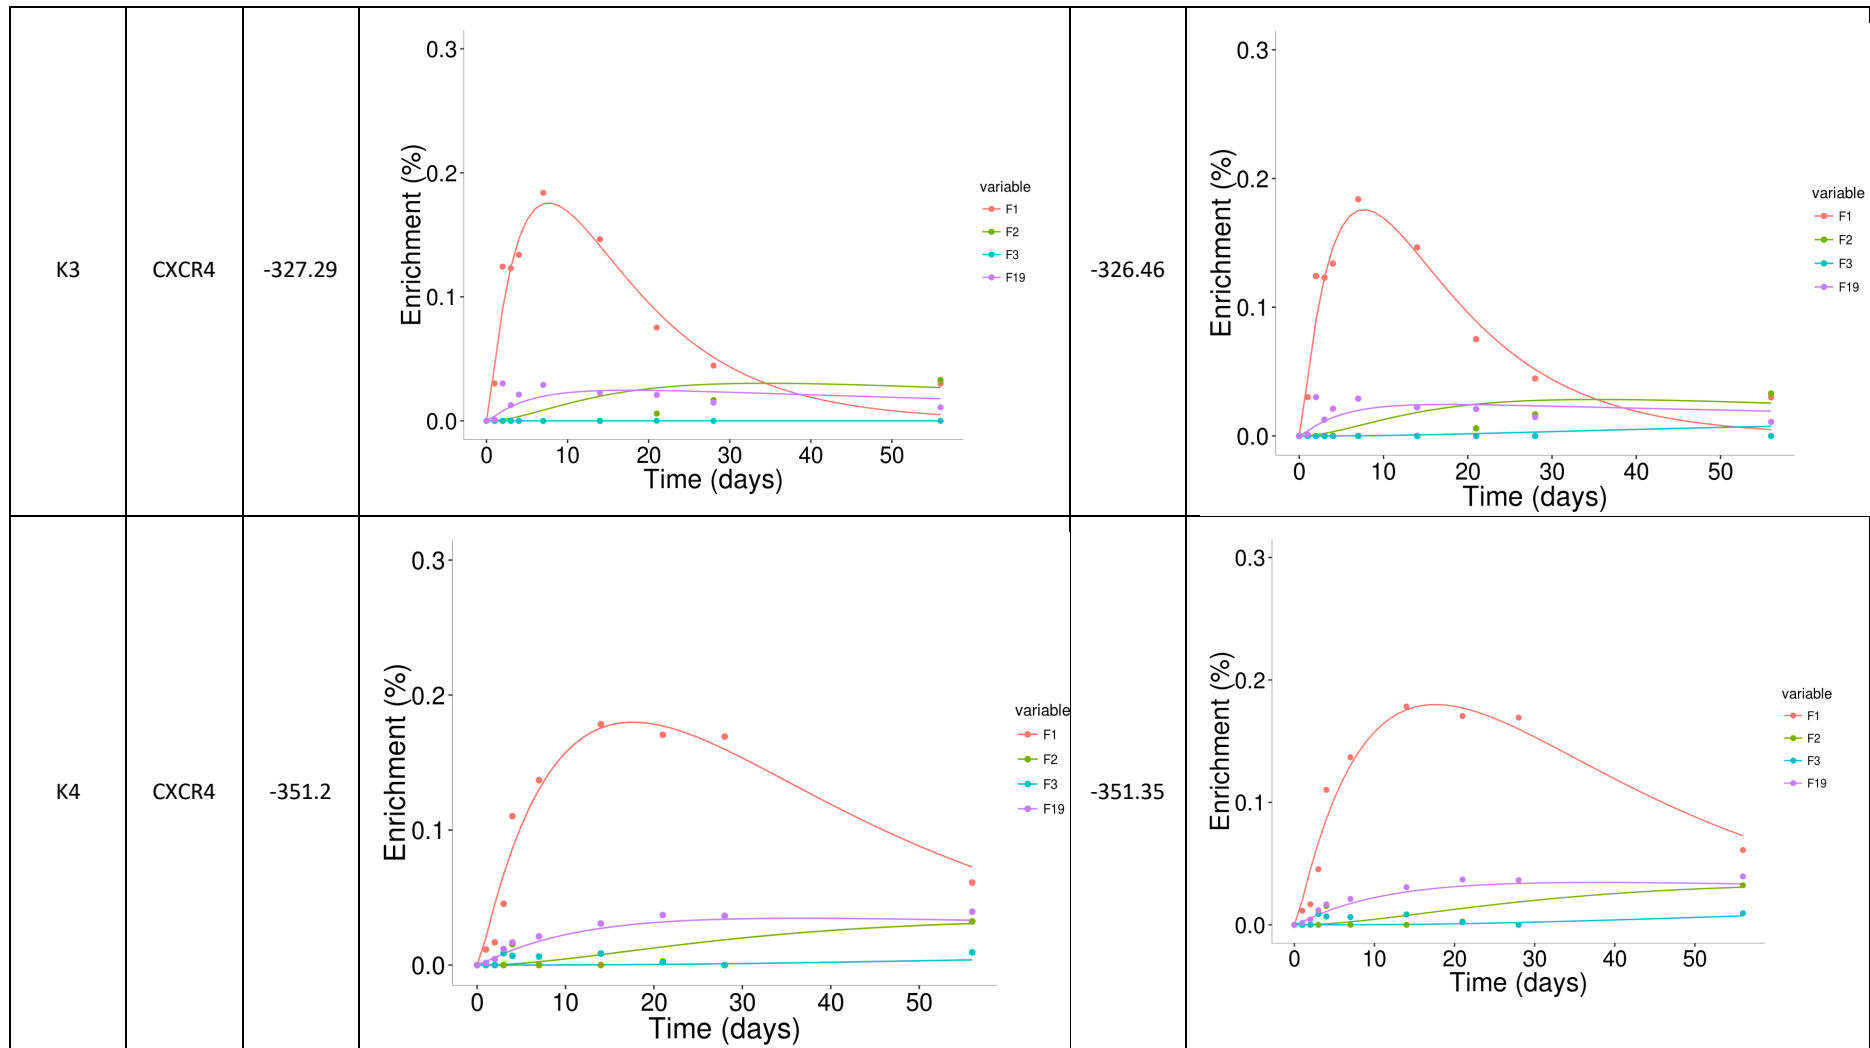 K3
CXCR4
-327.29
Enrichment (%)
0.3
0.2
0.1
0.0
0 10 20 30 40 50
Time (days)
variable
F1
F2
F3
F19
-326.46
Enrichment (%)
0.3
0.2
0.1
0.0
0 10 20 30 40 50
Time (days)
variable
F1
F2
F3
F19
K4
CXCR4
-351.2
Enrichment (%)
0.3
0.2
0.1
0.0
0 10 20 30 40 50
Time (days)
variable
F1
F2
F3
F19
-351.35
Enrichment (%)
0.3
0.2
0.1
0.0
0 10 20 30 40 50
Time (days)
variable
F1
F2
F3
F19